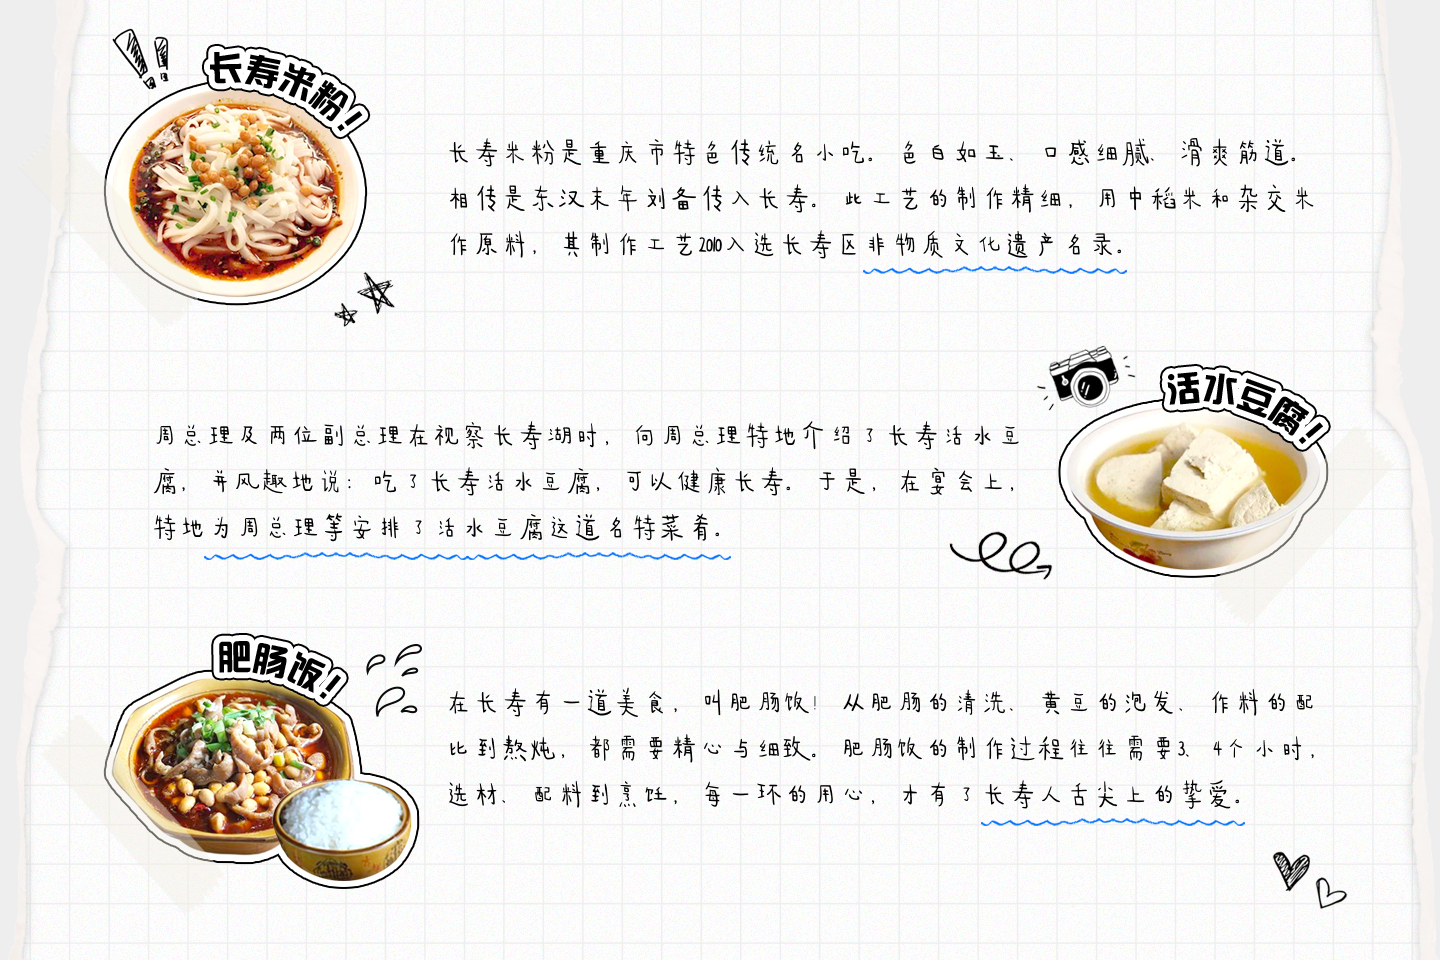 长寿米粉!
长寿米粉是重庆市特色传统名小吃。色白如玉、口感细腻、滑爽筋道。
相传是东汉末年刘备传入长寿。此工艺的制作精细，用中稻米和杂交米
作原料，其制作工艺2010入选长寿区非物质文化遗产名录。
活水豆腐!
周总理及两位副总理在视察长寿湖时，向周总理特地介绍了长寿活水豆
腐，并风趣地说：吃了长寿活水豆腐，可以健康长寿。于是，在宴会上，
特地为周总理等安排了活水豆腐这道名特菜肴。
肥肠饭!
在长寿有一道美食，叫肥肠饭！从肥肠的清洗、黄豆的泡发、作料的配
比到熬炖，都需要精心与细致。肥肠饭的制作过程往往需要3、4个小时，
选材、配料到烹饪，每一环的用心，才有了长寿人舌尖上的挚爱。